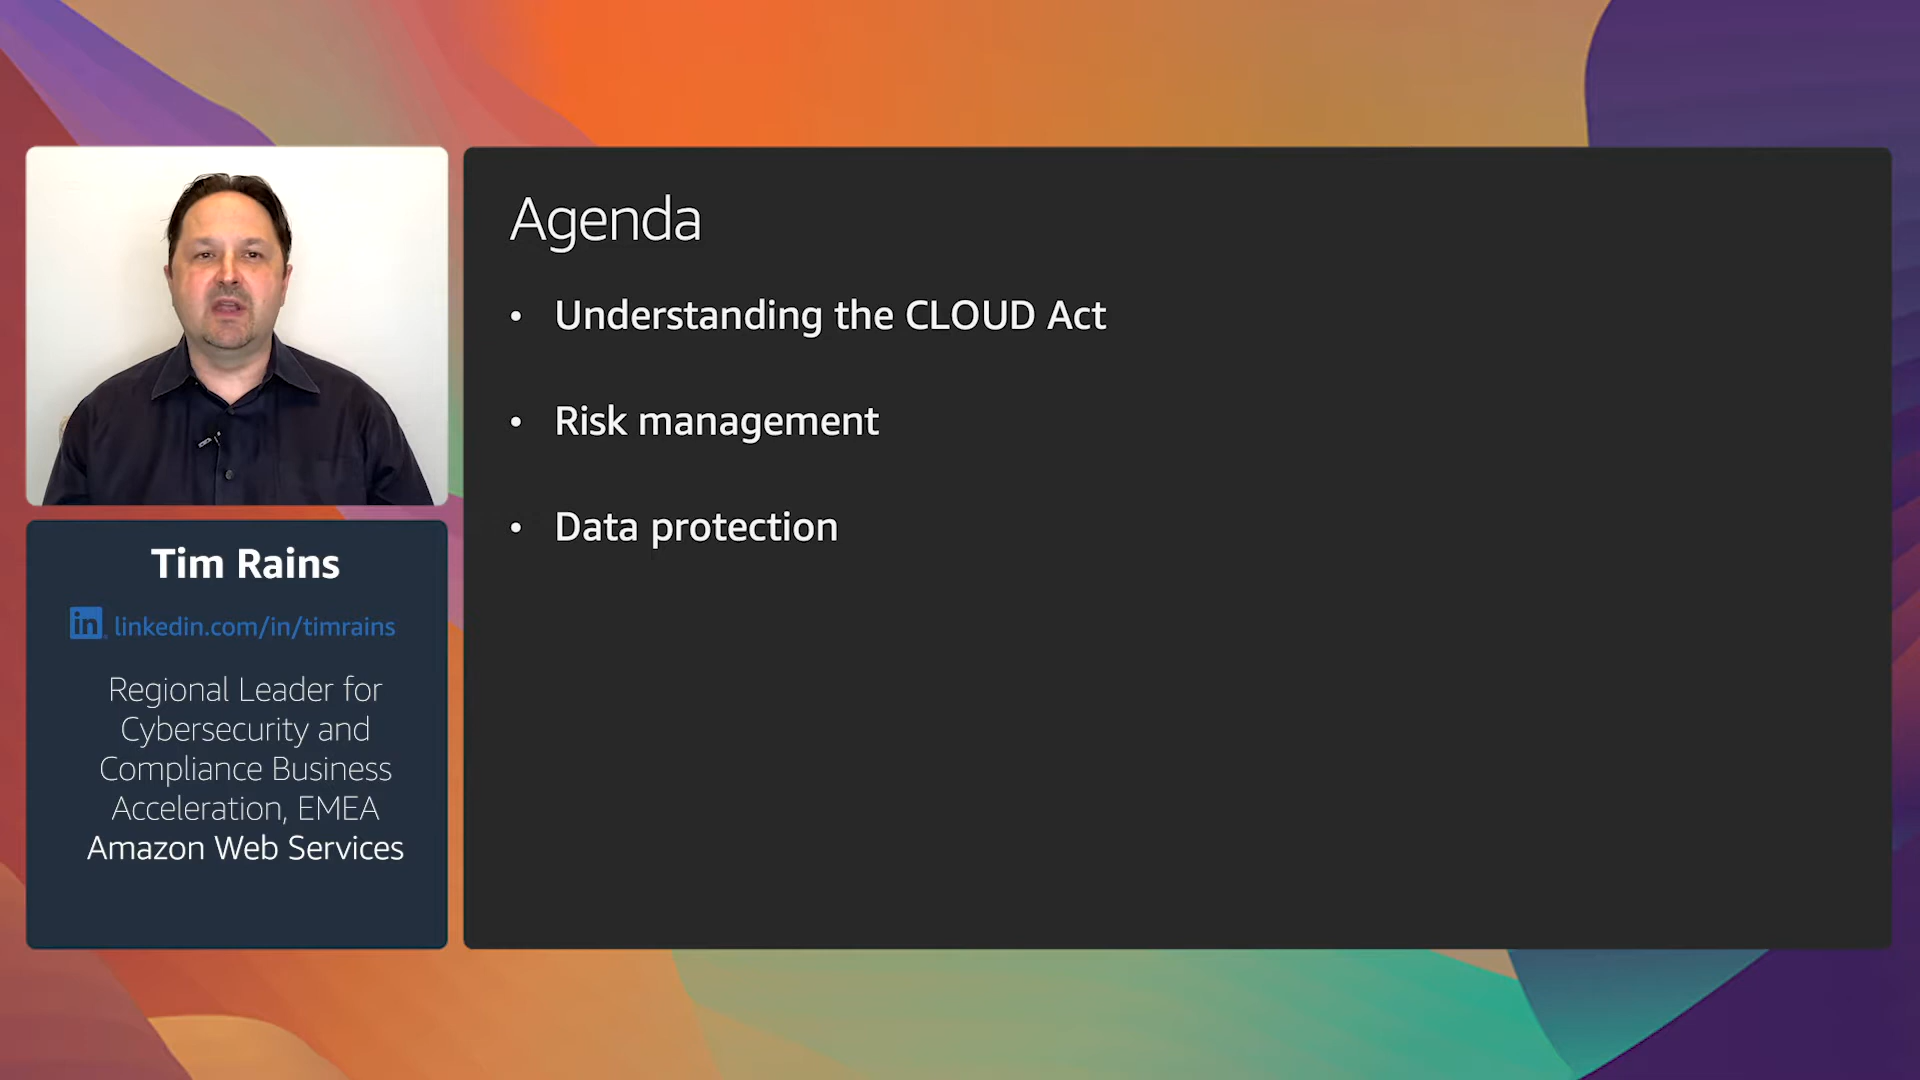 Agenda
• Understanding the CLOUD Act
• Risk management
• Data protection
Tim Rains
in linkedin.com/in/timrains
Regional Leader for
Cybersecurity and
Compliance Business
Acceleration, EMEA
Amazon Web Services